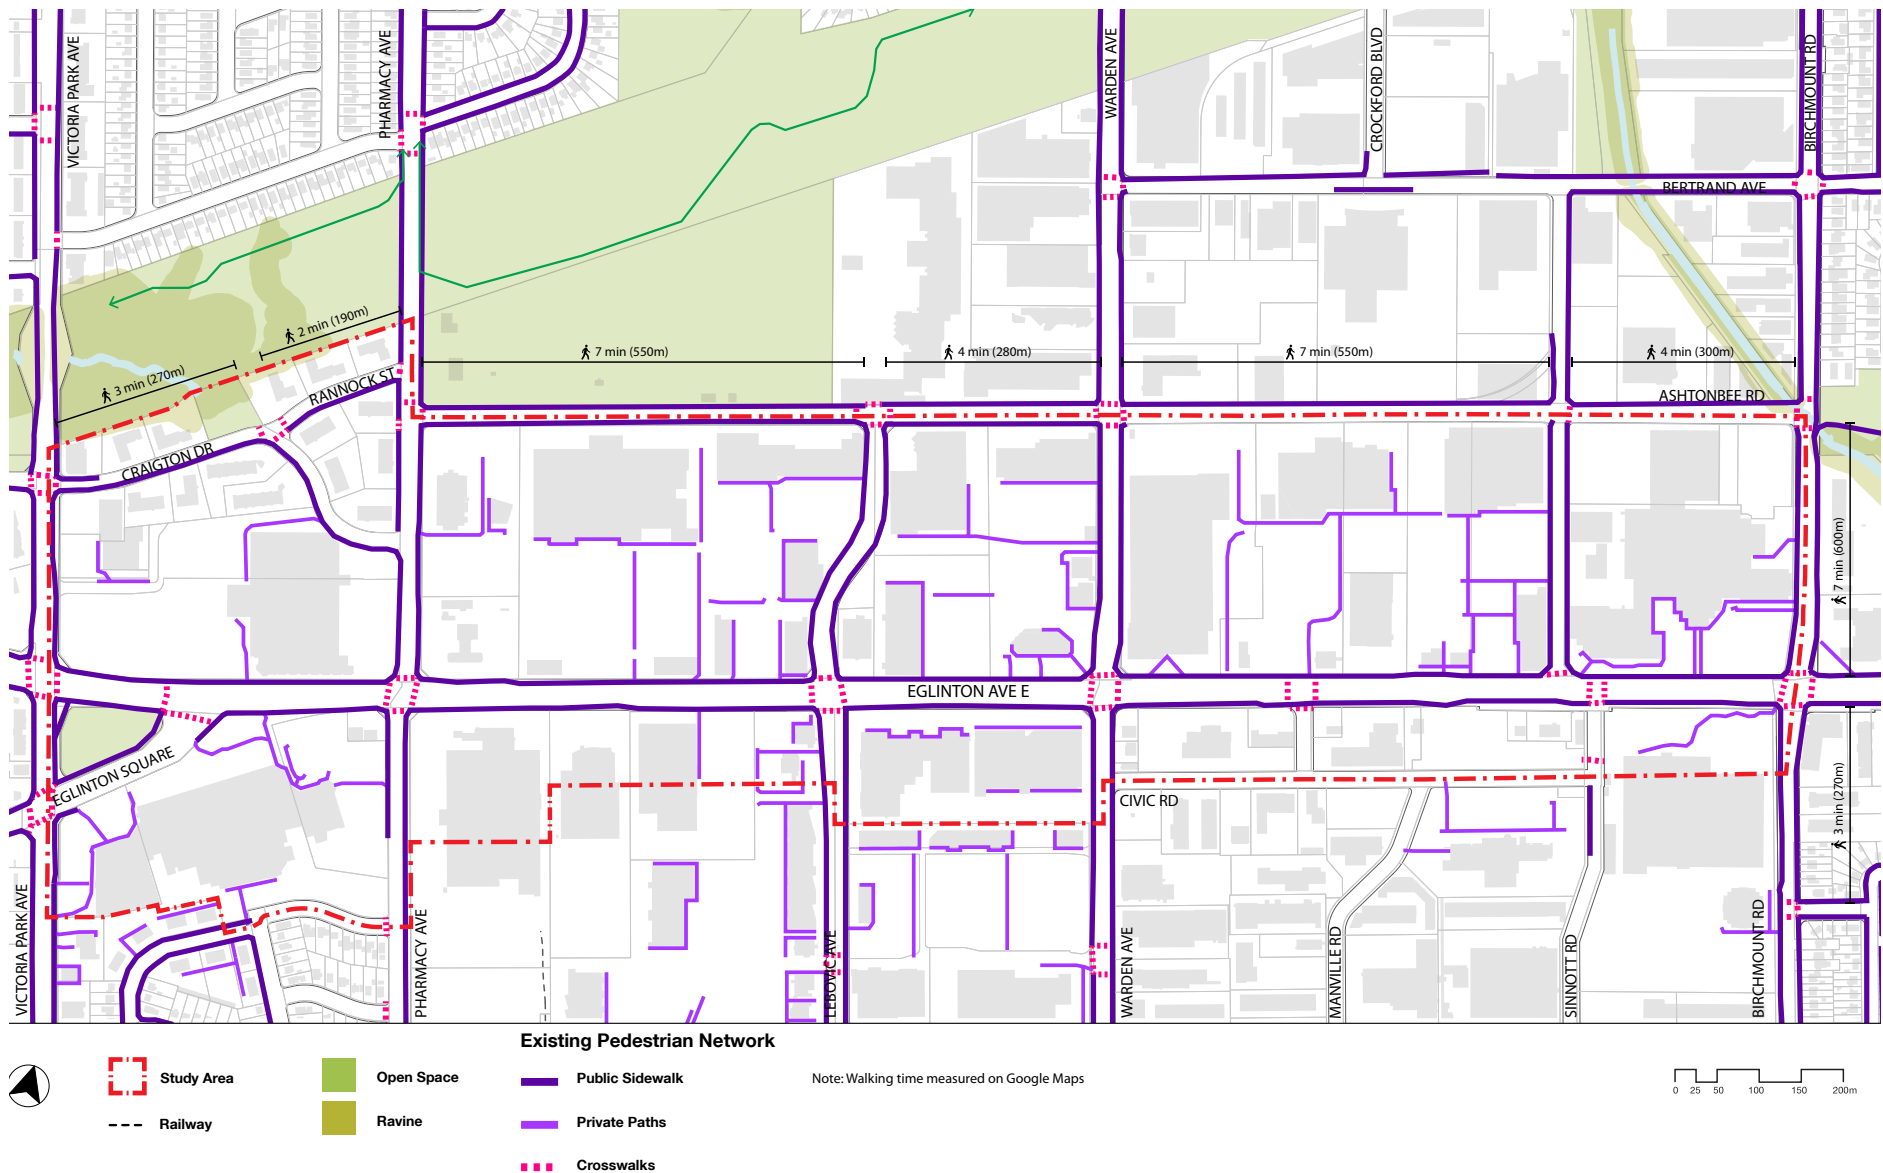 VICTORIA PARK AVE
PHARMACY AVE
WARDEN AVE
CROCKFORD BLVD
BIRCHMOUNT RD
BERTRAND AVE
2 min (190m)
3 min (270m)
7 min (550m)
4 min (280m)
7 min (550m)
4 min (300m)
RANNOCK ST
ASHTONBEE RD
CRAIGTON DR
7 min (600m)
EGLINTON AVE E
EGLINTON SQUARE
CIVIC RD
3 min (270m)
VICTORIA PARK AVE
PHARMACY AVE
LEBOVIC AVE
WARDEN AVE
MANVILLE RD
SINNOTT RD
BIRCHMOUNT RD
Existing Pedestrian Network
Study Area
Open Space
Public Sidewalk
Note: Walking time measured on Google Maps
Railway
Ravine
Private Paths
Crosswalks
0 25 50 100 150 200m